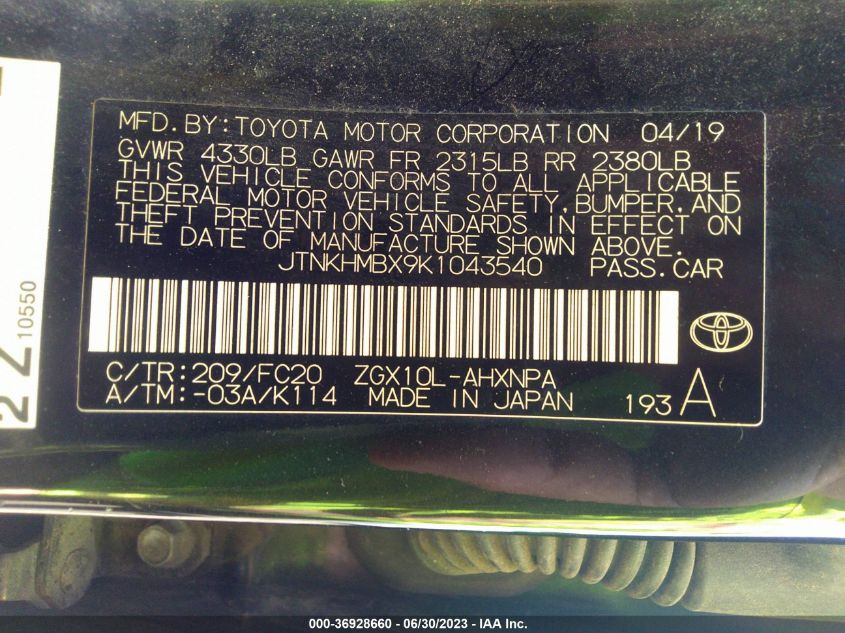 MFD.BY:TOYOTA MOTOR CORPORATION 04/19
GVWR 4330LB GAWR FR 2315LB RR 2380LB
THIS VEHICLE CONFORMS TO ALL APPLICABLE
FEDERAL MOTOR VEHICLE SAFETY,BUMPER,AND
THEFT PREVENTION STANDARDS IN EFFECT ON
THE DATE OF MANUFACTURE SHOWN ABOVE.
JTNKHMBX9K1043540 PASS.CAR
C/TR:209/FC20 ZGX10L-AHXNPA
A/TM:-03A/K114 MADE IN JAPAN 193 A
10550
000-36928660 - 06/30/2023 - IAA Inc.